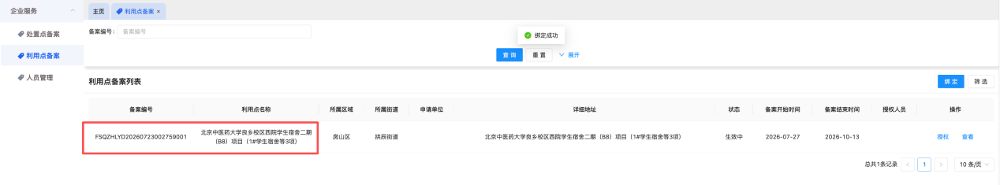 企业服务
主页 利用点备案 ×
处置点备案
利用点备案
人员管理
备案编号: 备案编号
绑定成功
查 询 重 置 展开
利用点备案列表
绑 定 筛 选
备案编号 利用点名称 所属区域 所属街道 申请单位 详细地址 状态 备案开始时间 备案结束时间 授权人员 操作
FSQZHLYD20260723002759001 北京中医药大学良乡校区西院学生宿舍二期（B8）项目（1#学生宿舍等3项） 房山区 拱辰街道 北京中医药大学良乡校区西院学生宿舍二期（B8）项目（1#学生宿舍等3项） 生效中 2026-07-27 2026-10-13 授权 查看
总共1条记录 < 1 > 10 条/页